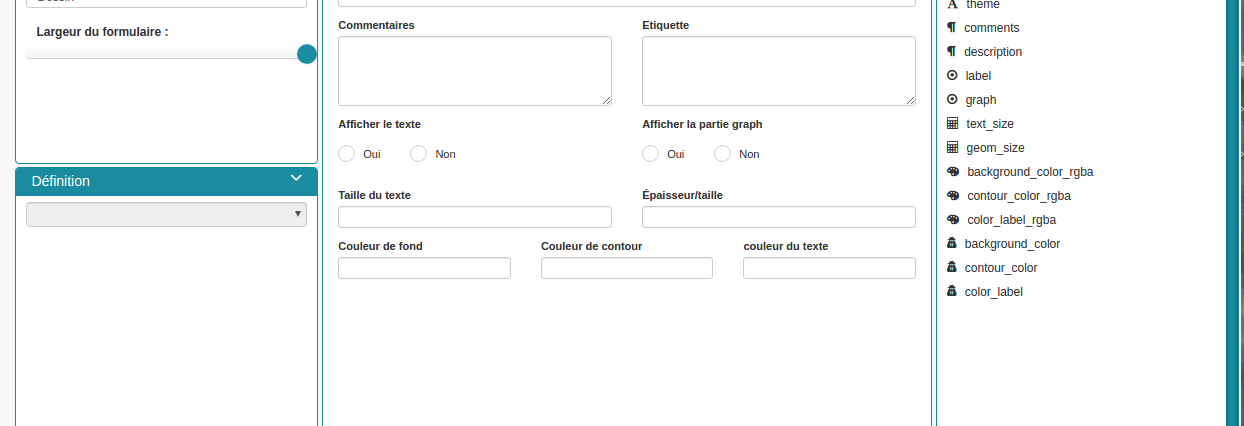 Largeur du formulaire :
Définition
Commentaires
Etiquette
Afficher le texte
Afficher la partie graph
Oui
Non
Oui
Non
Taille du texte
Épaisseur/taille
Couleur de fond
Couleur de contour
couleur du texte
theme
comments
description
label
graph
text_size
geom_size
background_color_rgba
contour_color_rgba
color_label_rgba
background_color
contour_color
color_label